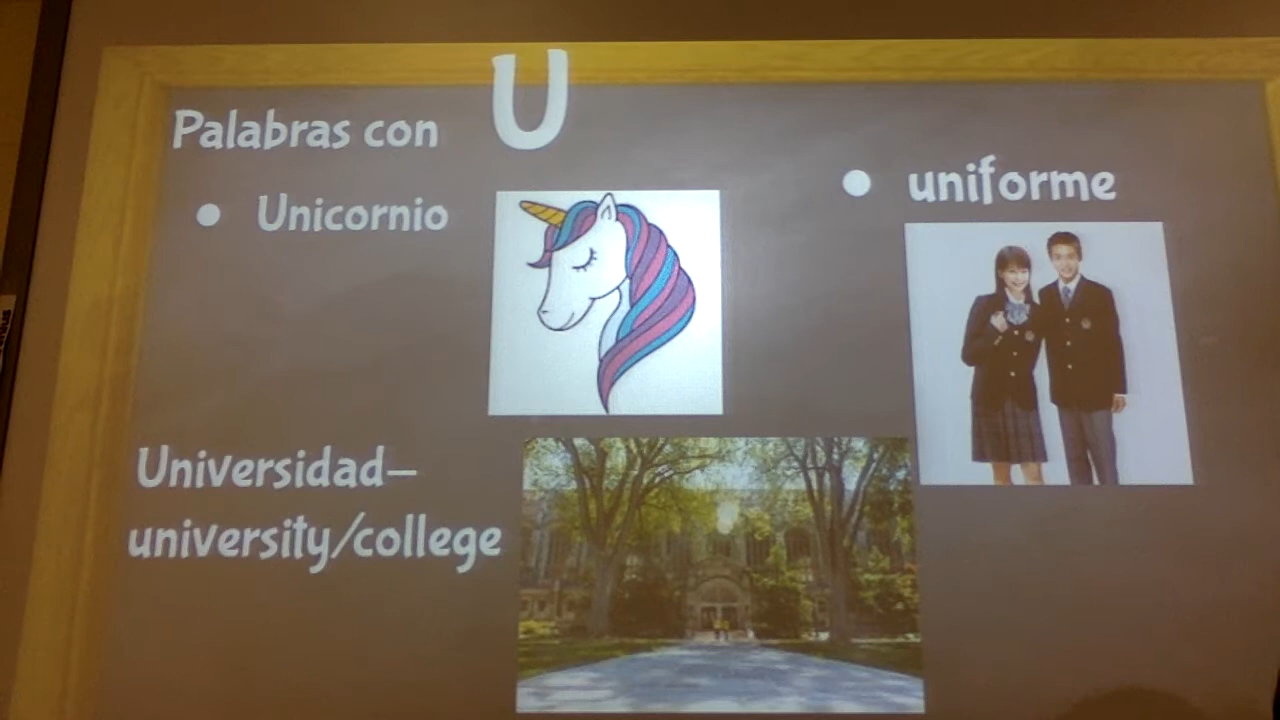 Palabras con U
• Unicornio
• uniforme
Universidad–
university/college